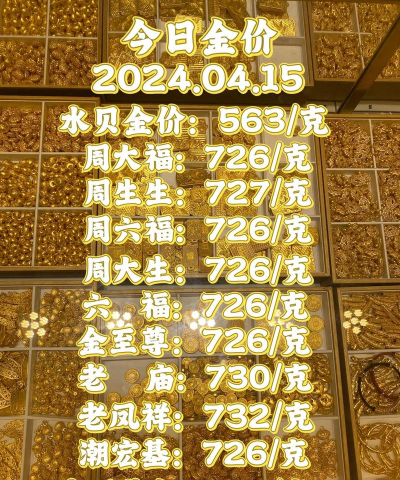 今日金价
2024.04.15
水贝金价：563/克
周大福：726/克
周生生：727/克
周六福：726/克
周大生：726/克
六　福：726/克
金至尊：726/克
老　庙：730/克
老凤祥：732/克
潮宏基：726/克